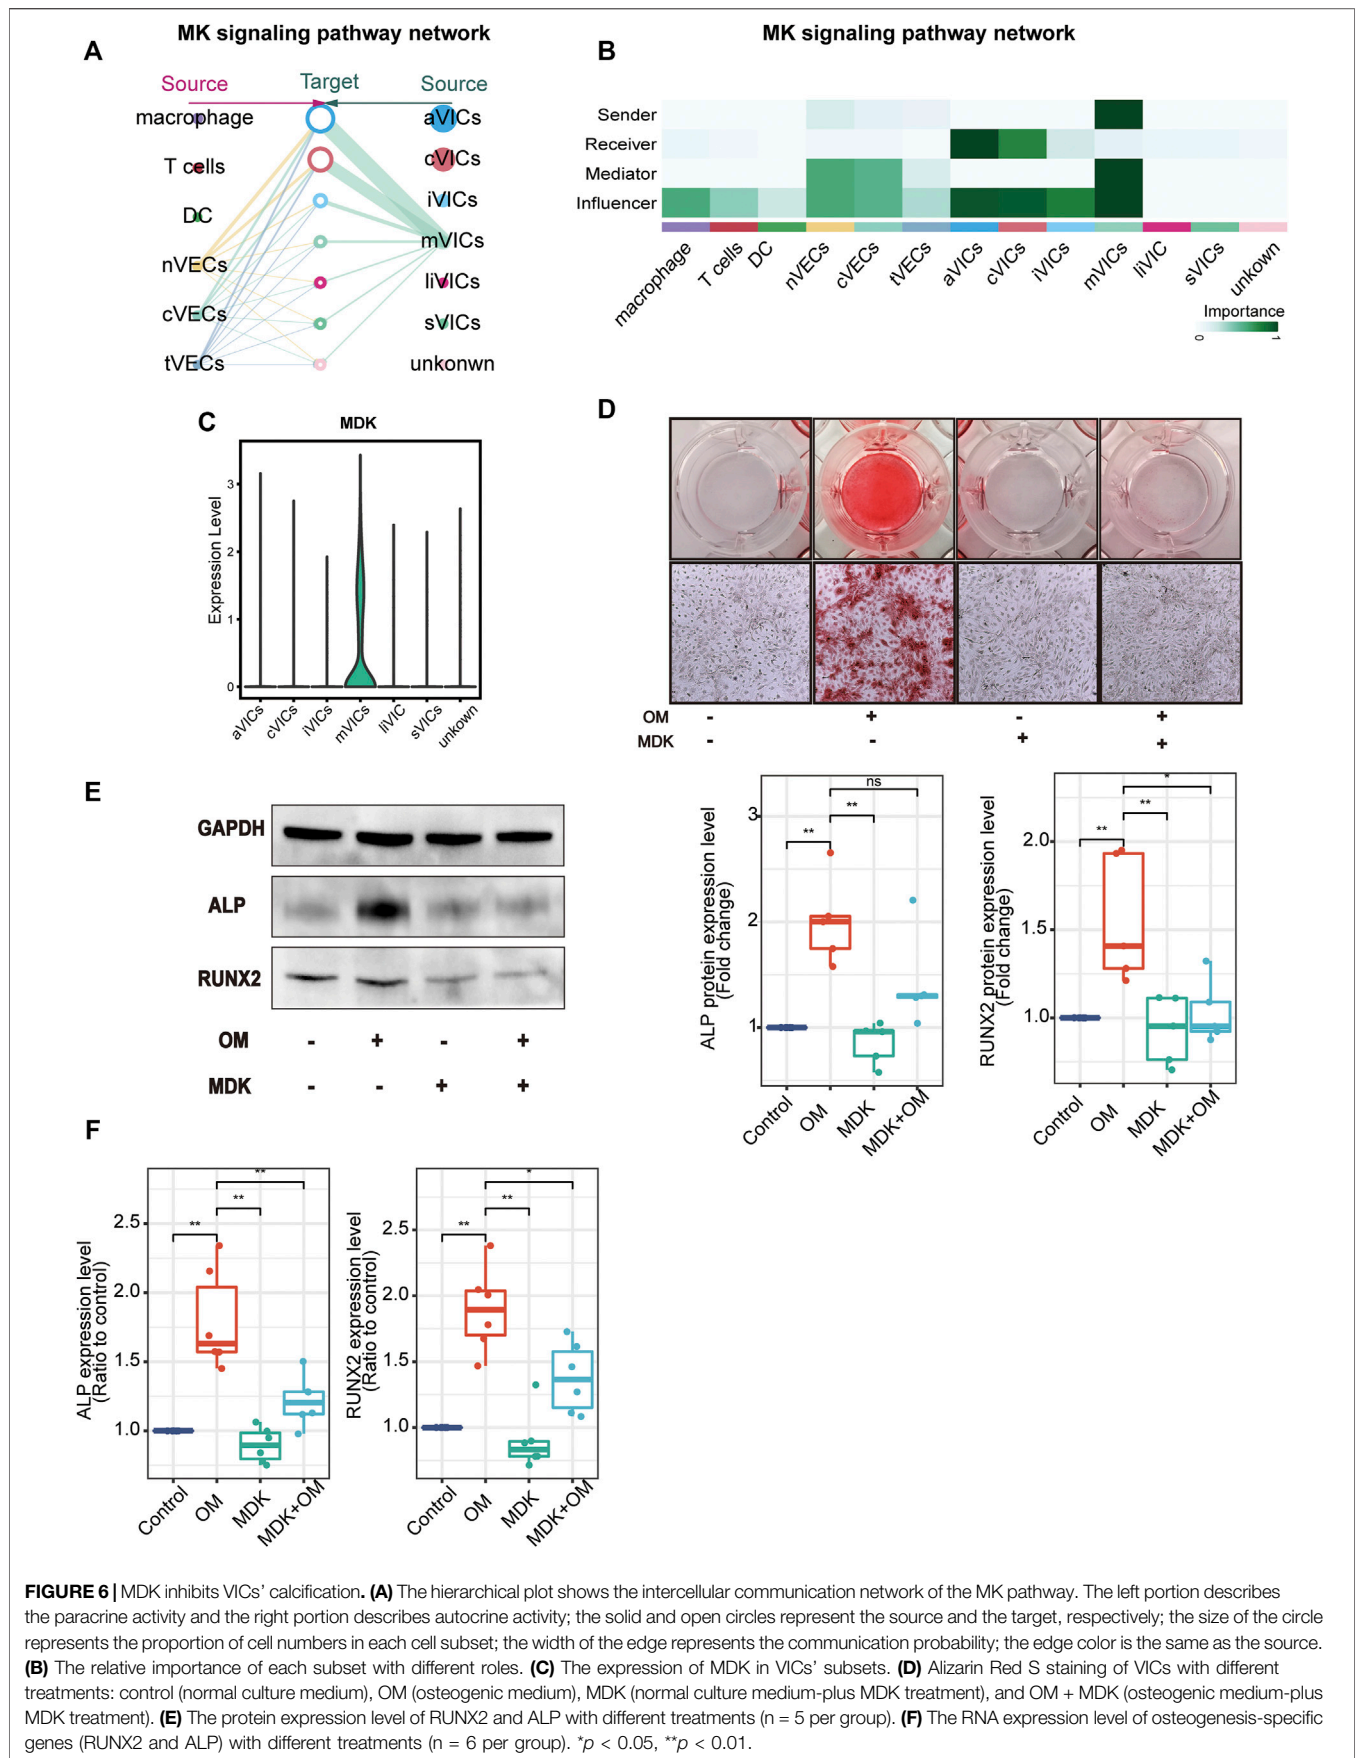 A
MK signaling pathway network
Source
Target
Source
macrophage
T cells
DC
nVECs
cVECs
tVECs
aVICs
cVICs
iVICs
mVICs
liVICs
sVICs
unkonwn
B
MK signaling pathway network
Sender
Receiver
Mediator
Influencer
macrophage
T cells
DC
nVECs
cVECs
tVECs
aVICs
cVICs
iVICs
mVICs
liVIC
sVICs
unkown
Importance
0
1
C
MDK
Expression Level
3
2
1
0
aVICs
cVICs
iVICs
mVICs
liVIC
sVICs
unkown
D
OM - + - +
MDK - - + +
E
GAPDH
ALP
RUNX2
OM - + - +
MDK - - + +
ALP protein expression level
(Fold change)
3
2
1
**
**
ns
Control
OM
MDK
MDK+OM
RUNX2 protein expression level
(Fold change)
2.0
1.5
1.0
**
**
*
Control
OM
MDK
MDK+OM
F
ALP expression level
(Ratio to control)
2.5
2.0
1.5
1.0
**
**
**
Control
OM
MDK
MDK+OM
RUNX2 expression level
(Ratio to control)
2.5
2.0
1.5
1.0
**
**
*
Control
OM
MDK
MDK+OM
FIGURE 6 | MDK inhibits VICs’ calcification. (A) The hierarchical plot shows the intercellular communication network of the MK pathway. The left portion describes
the paracrine activity and the right portion describes autocrine activity; the solid and open circles represent the source and the target, respectively; the size of the circle
represents the proportion of cell numbers in each cell subset; the width of the edge represents the communication probability; the edge color is the same as the source.
(B) The relative importance of each subset with different roles. (C) The expression of MDK in VICs’ subsets. (D) Alizarin Red S staining of VICs with different
treatments: control (normal culture medium), OM (osteogenic medium), MDK (normal culture medium-plus MDK treatment), and OM + MDK (osteogenic medium-plus
MDK treatment). (E) The protein expression level of RUNX2 and ALP with different treatments (n = 5 per group). (F) The RNA expression level of osteogenesis-specific
genes (RUNX2 and ALP) with different treatments (n = 6 per group). *p < 0.05, **p < 0.01.